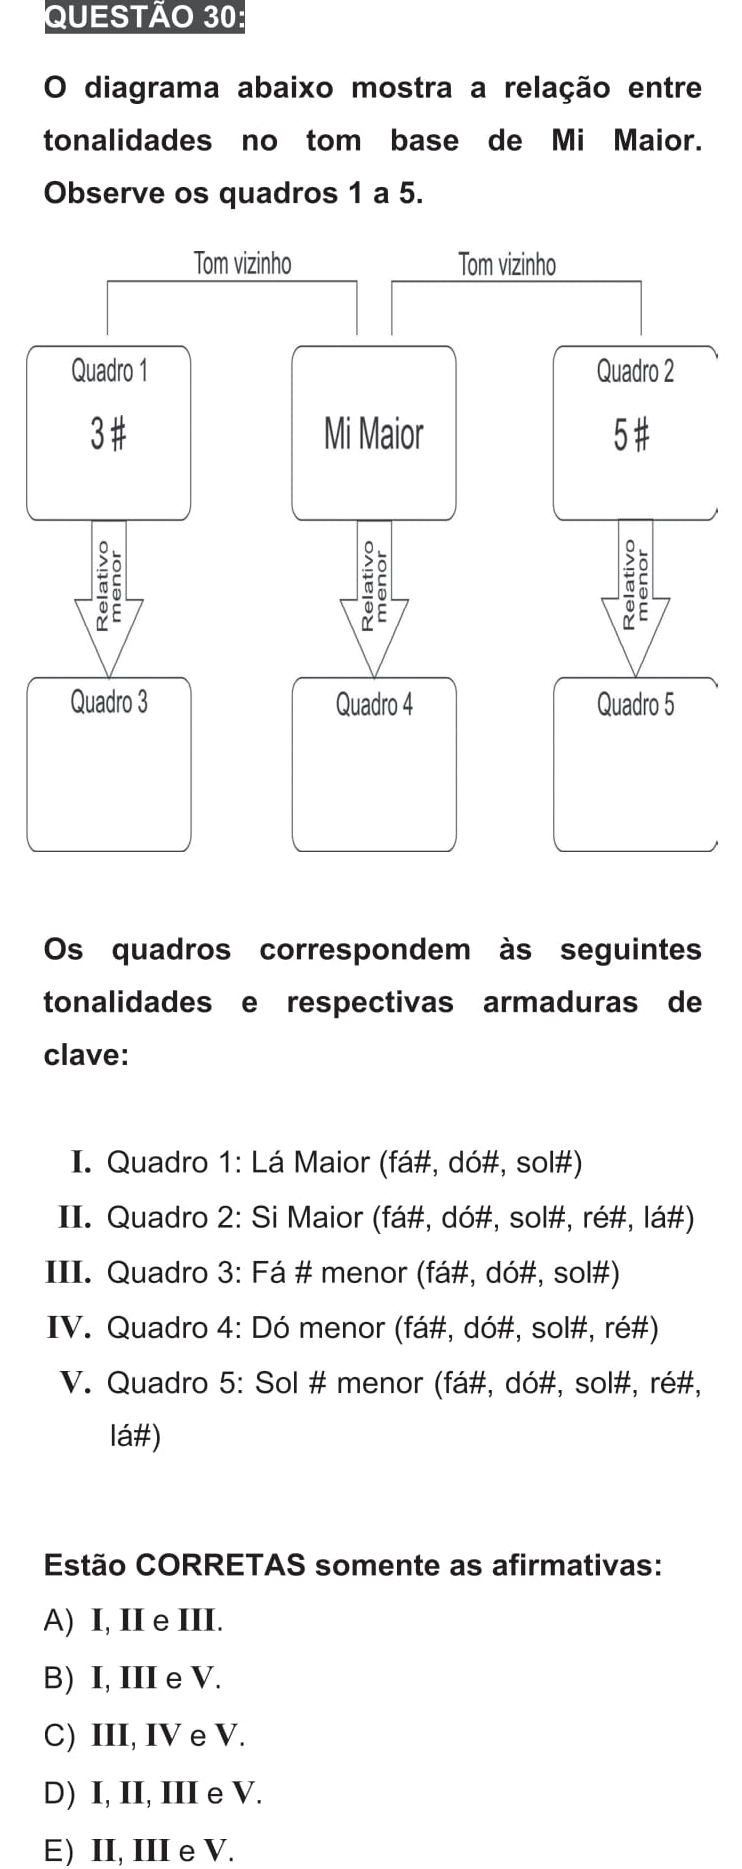 QUESTÃO 30:
O diagrama abaixo mostra a relação entre
tonalidades no tom base de Mi Maior.
Observe os quadros 1 a 5.
Tom vizinho
Tom vizinho
Quadro 1
3#
Mi Maior
Quadro 2
5#
Relativo
menor
Relativo
menor
Relativo
menor
Quadro 3
Quadro 4
Quadro 5
Os quadros correspondem às seguintes
tonalidades e respectivas armaduras de
clave:
I. Quadro 1: Lá Maior (fá#, dó#, sol#)
II. Quadro 2: Si Maior (fá#, dó#, sol#, ré#, lá#)
III. Quadro 3: Fá # menor (fá#, dó#, sol#)
IV. Quadro 4: Dó menor (fá#, dó#, sol#, ré#)
V. Quadro 5: Sol # menor (fá#, dó#, sol#, ré#,
lá#)
Estão CORRETAS somente as afirmativas:
A) I, II e III.
B) I, III e V.
C) III, IV e V.
D) I, II, III e V.
E) II, III e V.